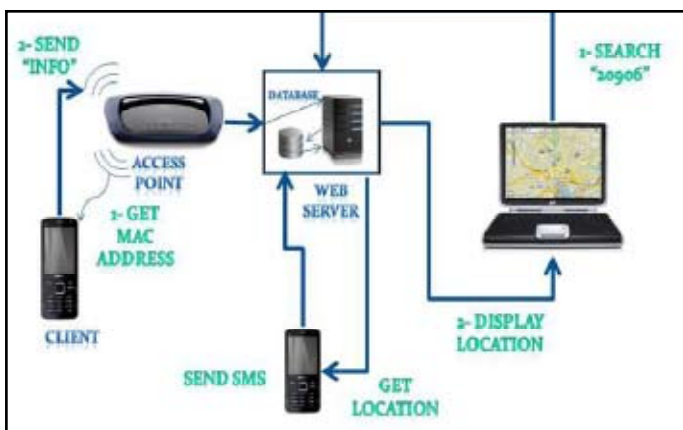 2- SEND
"INFO"
1- SEARCH
"20906"
DATABASE
ACCESS
POINT
WEB
SERVER
1- GET
MAC
ADDRESS
CLIENT
2- DISPLAY
LOCATION
SEND SMS
GET
LOCATION